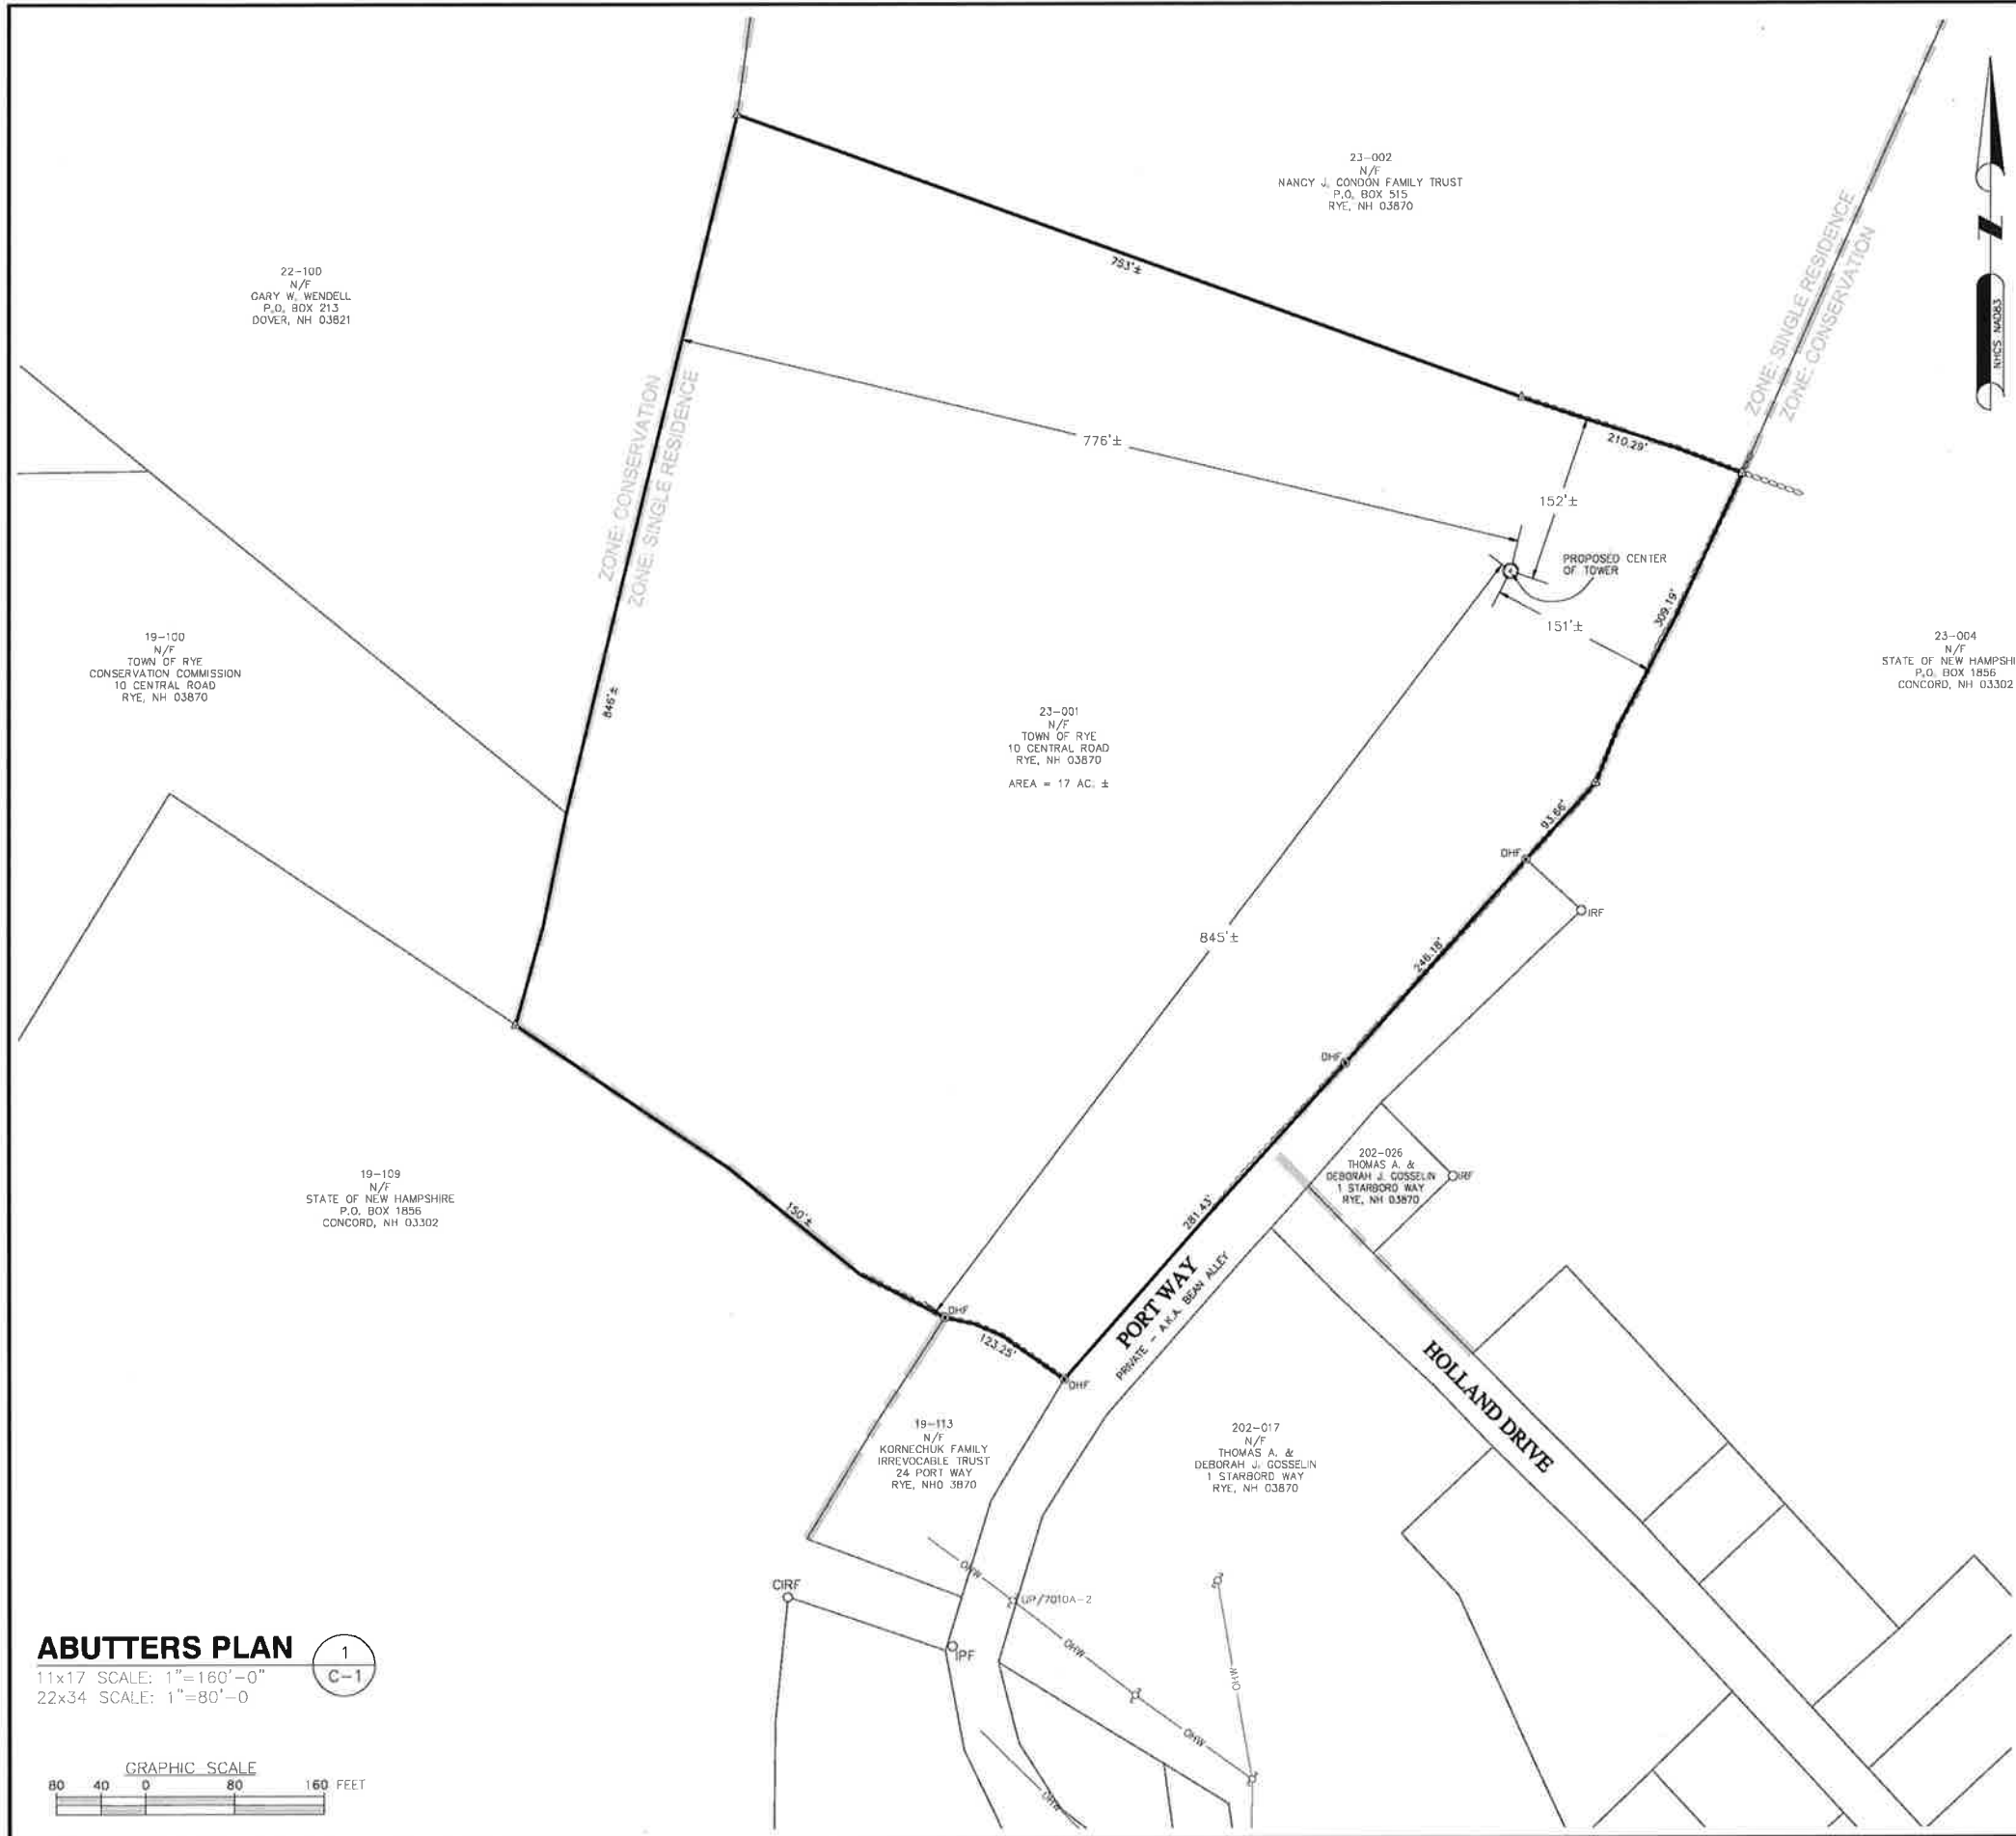 23-002
N/F
NANCY J. CONDON FAMILY TRUST
P.O. BOX 515
RYE, NH 03870
22-100
N/F
GARY W. WENDELL
P.O. BOX 213
DOVER, NH 03821
753'±
ZONE: SINGLE RESIDENCE
ZONE: CONSERVATION
N
NHCS NAD83
ZONE: CONSERVATION
ZONE: SINGLE RESIDENCE
776'±
210.29'
152'±
PROPOSED CENTER
OF TOWER
151'±
309.19'
19-100
N/F
TOWN OF RYE
CONSERVATION COMMISSION
10 CENTRAL ROAD
RYE, NH 03870
846'±
23-001
N/F
TOWN OF RYE
10 CENTRAL ROAD
RYE, NH 03870
AREA = 17 AC. ±
23-004
N/F
STATE OF NEW HAMPSHI
P.O. BOX 1856
CONCORD, NH 03302
93.66'
DHF
IRF
845'±
246.18'
DHF
202-026
THOMAS A. &
DEBORAH J. GOSSELIN
1 STARBORD WAY
RYE, NH 03870
IRF
19-109
N/F
STATE OF NEW HAMPSHIRE
P.O. BOX 1856
CONCORD, NH 03302
150'±
281.43'
PORT WAY
PRIVATE - A.K.A. BEAN ALLEY
DHF
123.25'
DHF
HOLLAND DRIVE
19-113
N/F
KORNECHUK FAMILY
IRREVOCABLE TRUST
24 PORT WAY
RYE, NH0 3870
202-017
N/F
THOMAS A. &
DEBORAH J. GOSSELIN
1 STARBORD WAY
RYE, NH 03870
OHW
UP/7010A-2
CIRF
IPF
OHW
OHW
OHW
OHW
ABUTTERS PLAN
1
C-1
11x17 SCALE: 1"=160'-0"
22x34 SCALE: 1"=80'-0
GRAPHIC SCALE
80 40 0 80 160 FEET